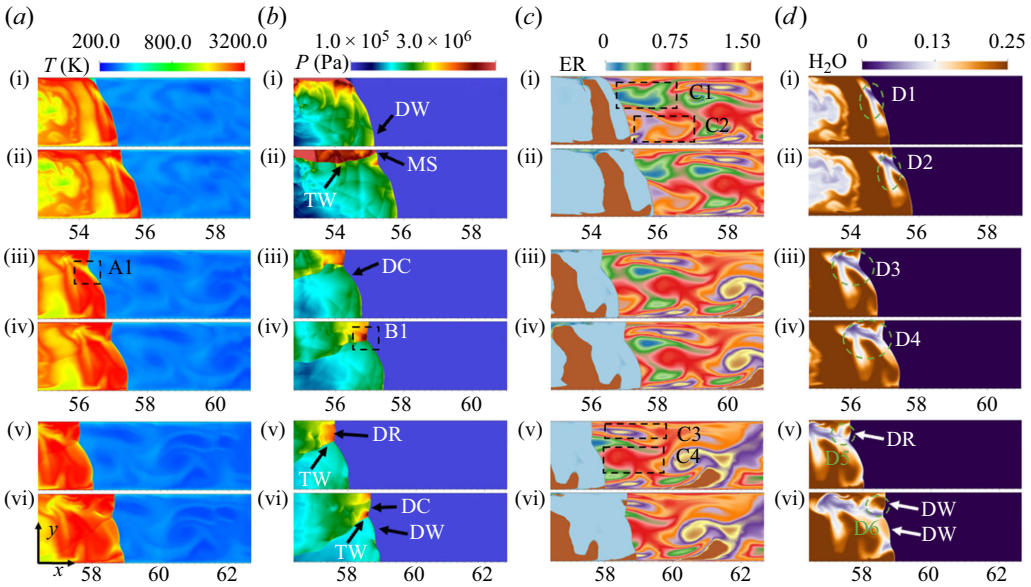 (a) (b) (c) (d)
200.0 800.0 3200.0 1.0 × 10⁵ 3.0 × 10⁶ 0 0.75 1.50 0 0.13 0.25
T (K) P (Pa) ER H₂O
(i) (i) DW (i) C1 C2 (i) D1
(ii) (ii) MS TW (ii) (ii) D2
54 56 58 54 56 58 54 56 58 54 56 58
(iii) A1 (iii) DC (iii) (iii) D3
(iv) (iv) B1 (iv) (iv) D4
56 58 60 56 58 60 56 58 60 56 58 60
(v) (v) DR TW (v) C3 C4 (v) DR D5
(vi) y x (vi) DC DW TW (vi) (vi) DW DW D6
58 60 62 58 60 62 58 60 62 58 60 62